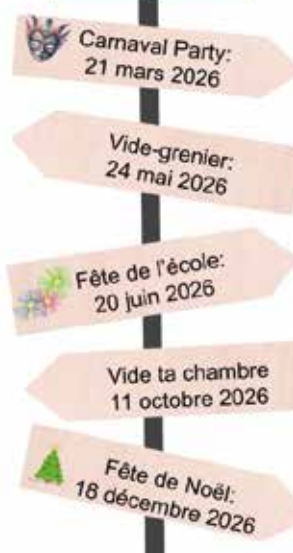 Carnaval Party:
21 mars 2026
Vide-grenier:
24 mai 2026
Fête de l'école:
20 juin 2026
Vide ta chambre
11 octobre 2026
Fête de Noël:
18 décembre 2026